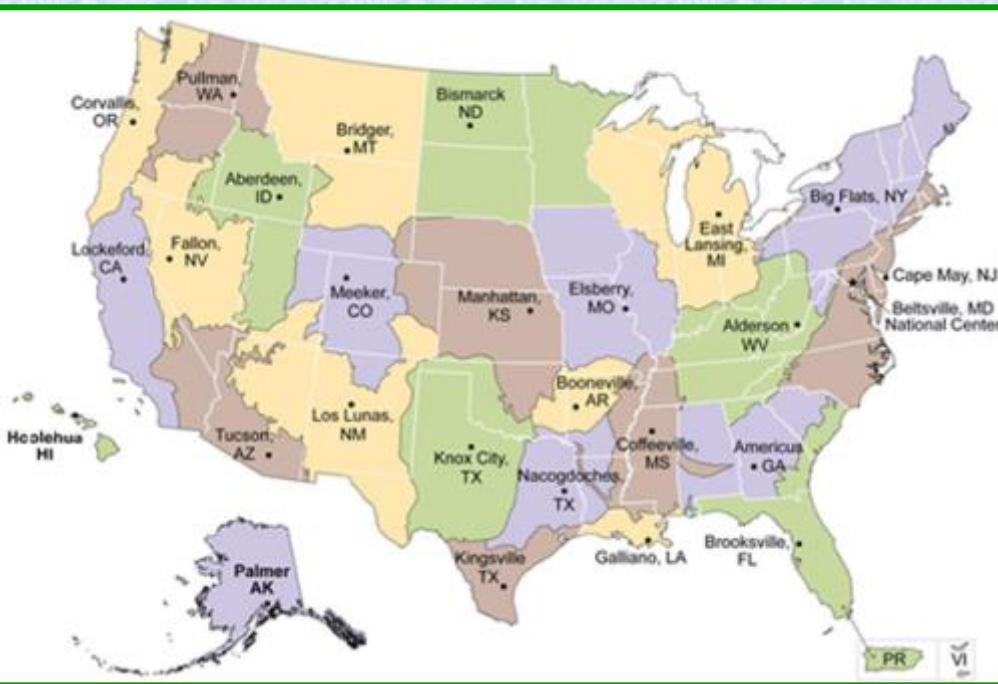 Pullman,
WA
Corvallis,
OR
Bismarck
ND
Bridger,
MT
Aberdeen,
ID
Big Flats, NY
East
Lansing,
MI
Lockeford,
CA
Fallon,
NV
Meeker,
CO
Manhattan,
KS
Elsberry,
MO
Cape May, NJ
Beltsville, MD
National Center
Alderson
WV
Booneville,
AR
Los Lunas,
NM
Tucson,
AZ
Hoolehua
HI
Knox City,
TX
Nacogdoches,
TX
Coffeeville,
MS
Americus
GA
Kingsville
TX
Galliano, LA
Brooksville,
FL
Palmer
AK
PR
VI